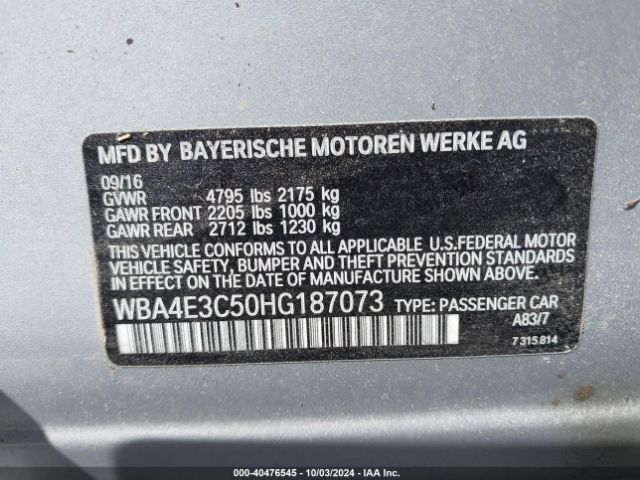 MFD BY BAYERISCHE MOTOREN WERKE AG
09/16
GVWR 4795 lbs 2175 kg
GAWR FRONT 2205 lbs 1000 kg
GAWR REAR 2712 lbs 1230 kg
THIS VEHICLE CONFORMS TO ALL APPLICABLE U.S.FEDERAL MOTOR
VEHICLE SAFETY, BUMPER AND THEFT PREVENTION STANDARDS
IN EFFECT ON THE DATE OF MANUFACTURE SHOWN ABOVE.
WBA4E3C50HG187073 TYPE: PASSENGER CAR
A83/7
7 315 814
000-40476545 - 10/03/2024 - IAA Inc.